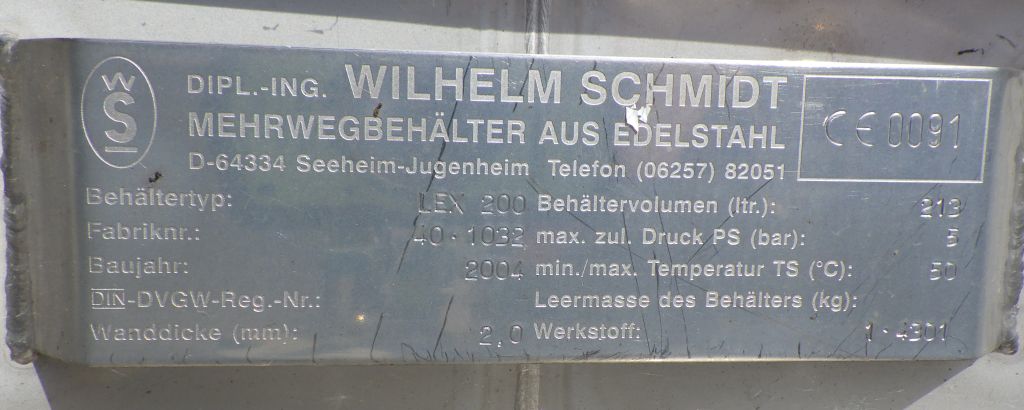 WS
DIPL.-ING. WILHELM SCHMIDT
MEHRWEGBEHÄLTER AUS EDELSTAHL
D-64334 Seeheim-Jugenheim Telefon (06257) 82051
CE 0091
Behältertyp: LEX 200 Behältervolumen (ltr.): 213
Fabriknr.: 40-1032 max. zul. Druck PS (bar): 5
Baujahr: 2004 min./max. Temperatur TS (°C): 50
DIN-DVGW-Reg.-Nr.: Leermasse des Behälters (kg):
Wanddicke (mm): 2,0 Werkstoff: 1-4301